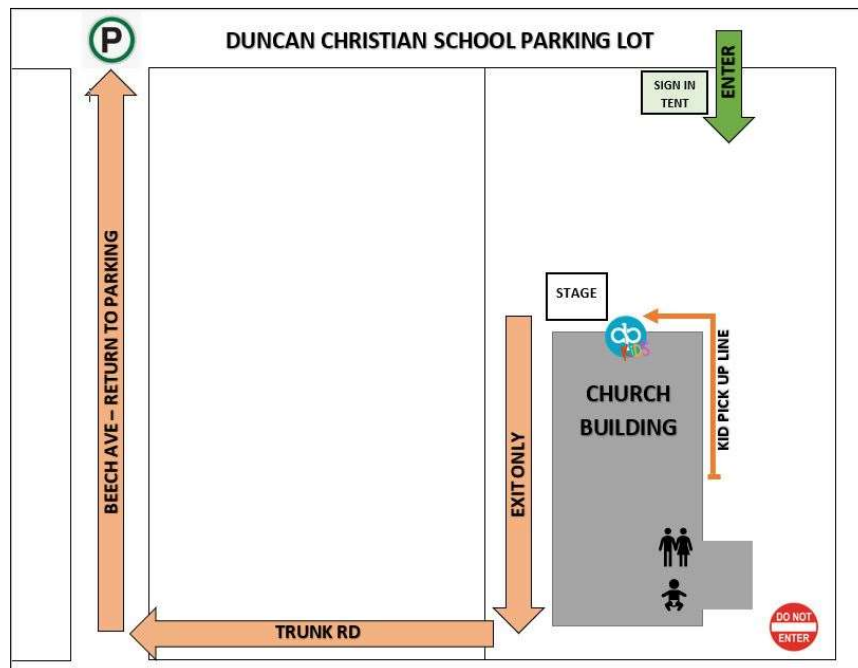 P
DUNCAN CHRISTIAN SCHOOL PARKING LOT
ENTER
SIGN IN
TENT
STAGE
db
KIDS
KID PICK UP LINE
CHURCH
BUILDING
BEECH AVE – RETURN TO PARKING
EXIT ONLY
TRUNK RD
DO NOT
ENTER